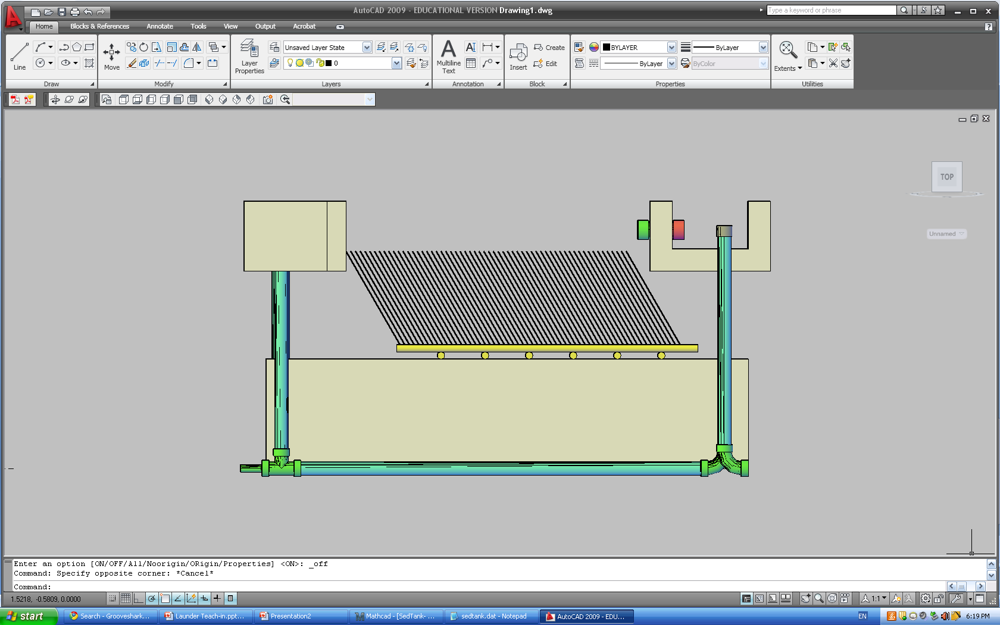 AutoCAD 2009 - EDUCATIONAL VERSION Drawing1.dwg
Type a keyword or phrase
Home Blocks & References Annotate Tools View Output Acrobat
Line
Move
Layer
Properties
Unsaved Layer State
0
Multiline
Text
Insert
Create
Edit
BYLAYER
ByLayer
ByLayer
ByColor
Extents
Draw Modify Layers Annotation Block Properties Utilities
TOP
Unnamed
Enter an option [ON/OFF/All/Noorigin/ORigin/Properties] <ON>: _off
Command: Specify opposite corner: *Cancel*
Command:
1.5218, -0.5809, 0.0000
1:1
start
Search - Grooveshark...
Launder Teach-in.ppt...
Presentation2
Mathcad - [SedTank- ...
sedtank.dat - Notepad
AutoCAD 2009 - EDU...
EN
6:19 PM